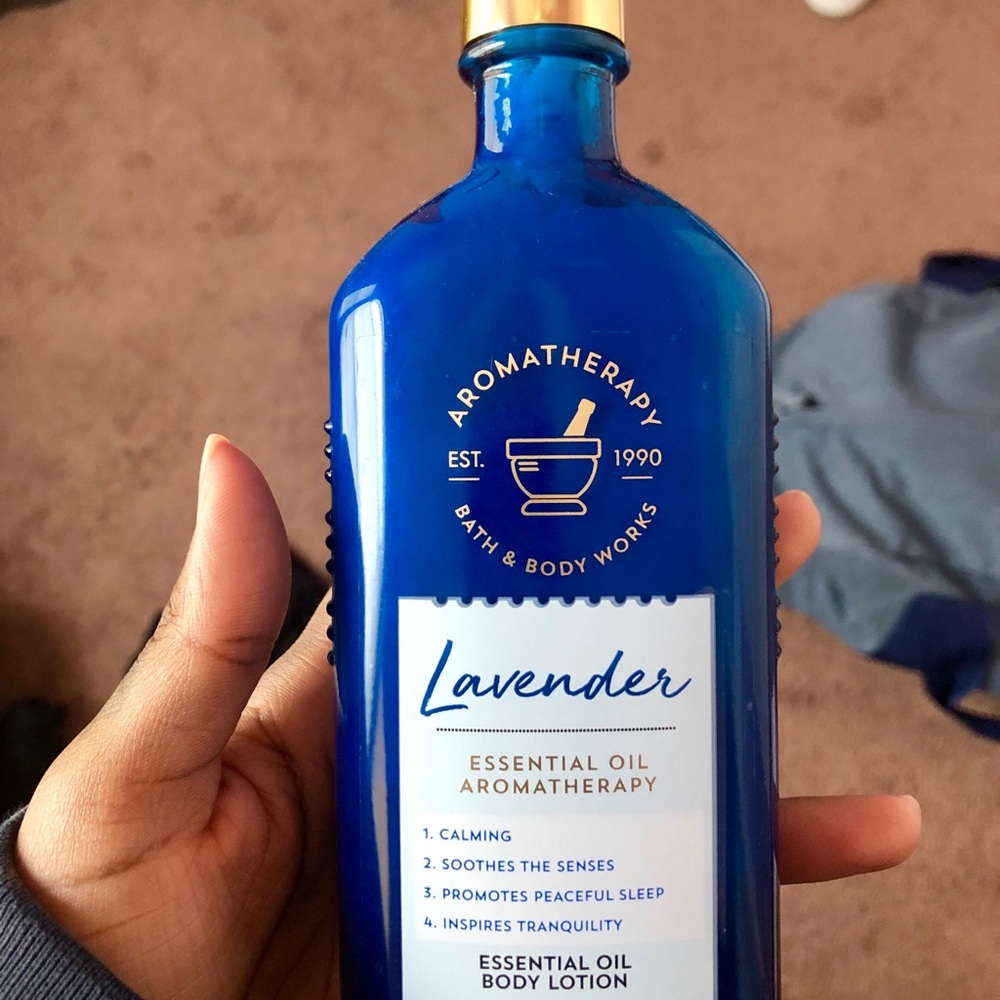 AROMATHERAPY
EST. 1990
BATH & BODY WORKS
Lavender
ESSENTIAL OIL
AROMATHERAPY
1. CALMING
2. SOOTHES THE SENSES
3. PROMOTES PEACEFUL SLEEP
4. INSPIRES TRANQUILITY
ESSENTIAL OIL
BODY LOTION